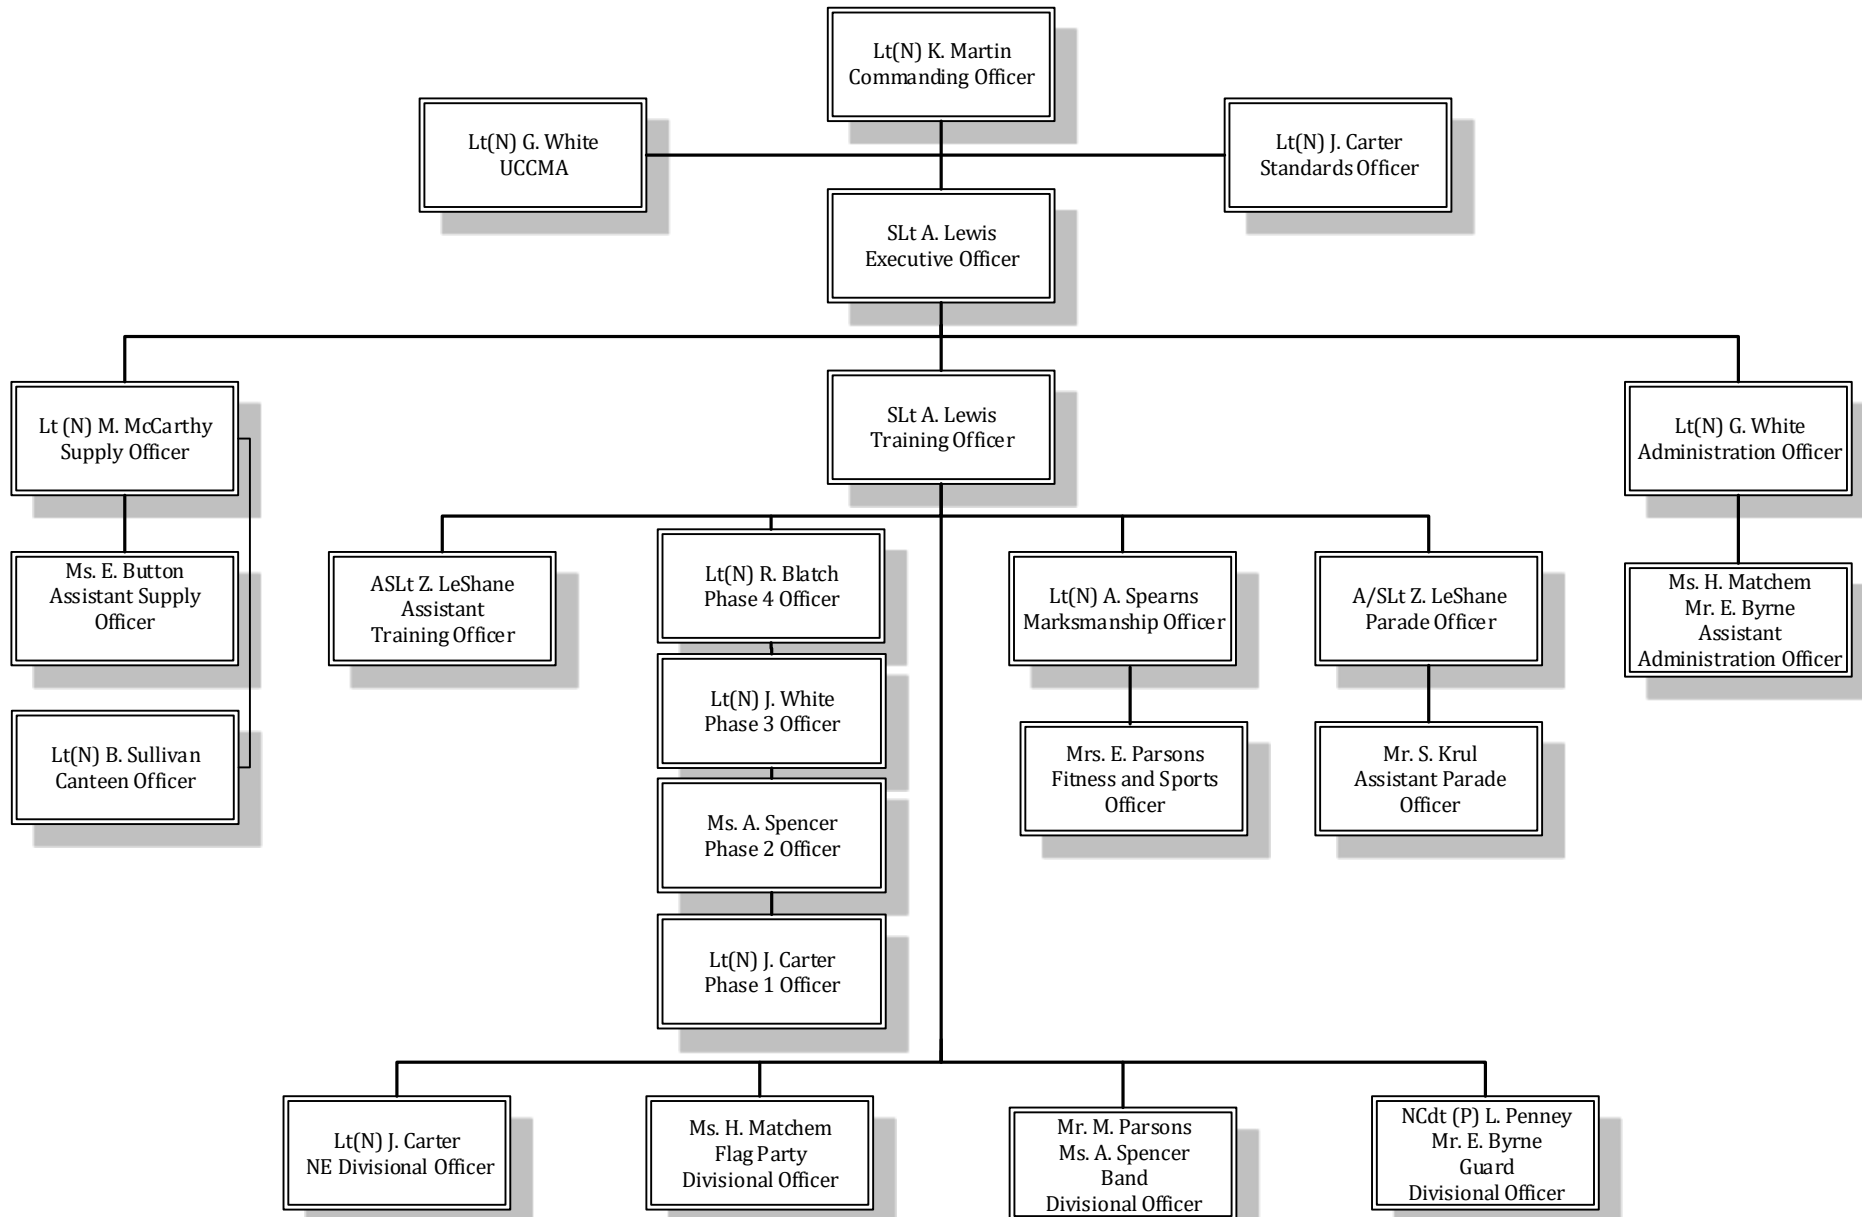 Lt(N) K. Martin
Commanding Officer
Lt(N) G. White
UCCMA
Lt(N) J. Carter
Standards Officer
SLt A. Lewis
Executive Officer
Lt (N) M. McCarthy
Supply Officer
SLt A. Lewis
Training Officer
Lt(N) G. White
Administration Officer
Ms. E. Button
Assistant Supply
Officer
ASLt Z. LeShane
Assistant
Training Officer
Lt(N) R. Blatch
Phase 4 Officer
Lt(N) A. Spearns
Marksmanship Officer
A/SLt Z. LeShane
Parade Officer
Ms. H. Matchem
Mr. E. Byrne
Assistant
Administration Officer
Lt(N) J. White
Phase 3 Officer
Lt(N) B. Sullivan
Canteen Officer
Mrs. E. Parsons
Fitness and Sports
Officer
Mr. S. Krul
Assistant Parade
Officer
Ms. A. Spencer
Phase 2 Officer
Lt(N) J. Carter
Phase 1 Officer
Lt(N) J. Carter
NE Divisional Officer
Ms. H. Matchem
Flag Party
Divisional Officer
Mr. M. Parsons
Ms. A. Spencer
Band
Divisional Officer
NCdt (P) L. Penney
Mr. E. Byrne
Guard
Divisional Officer